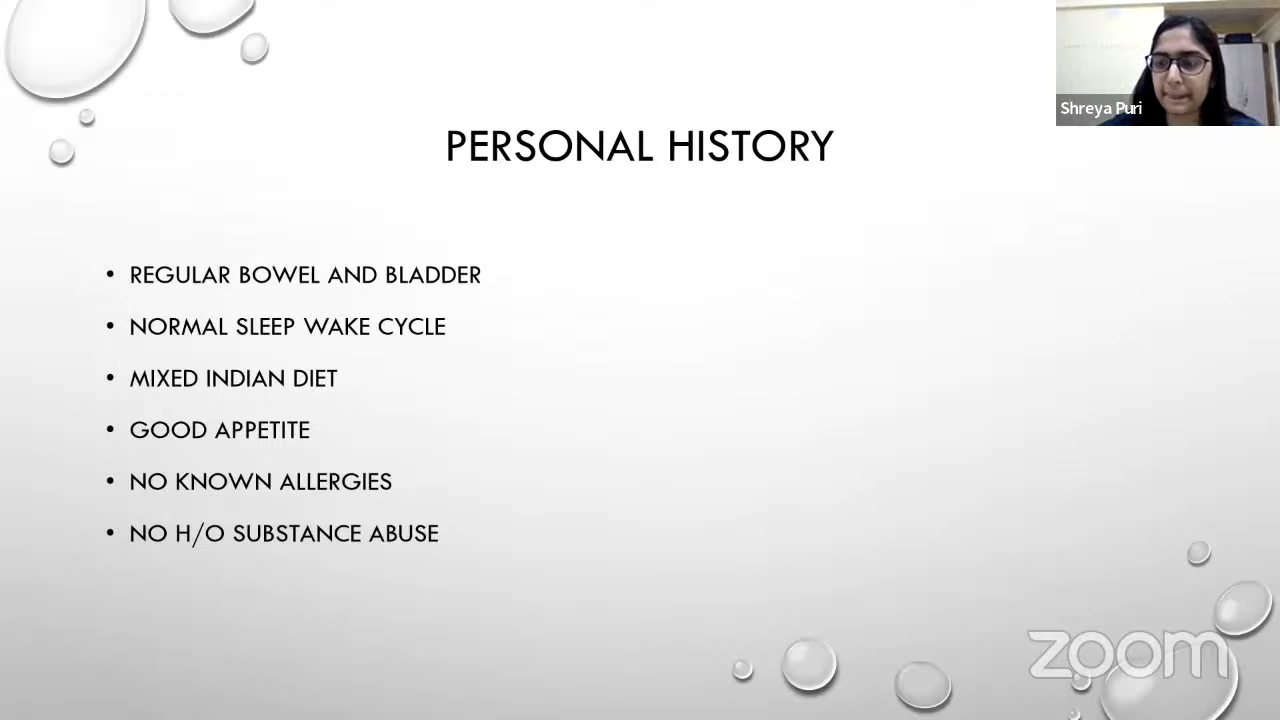 Shreya Puri
PERSONAL HISTORY
• REGULAR BOWEL AND BLADDER
• NORMAL SLEEP WAKE CYCLE
• MIXED INDIAN DIET
• GOOD APPETITE
• NO KNOWN ALLERGIES
• NO H/O SUBSTANCE ABUSE
zoom